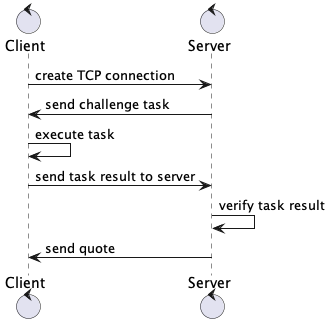 Client Server
create TCP connection
send challenge task
execute task
send task result to server
verify task result
send quote
Client Server